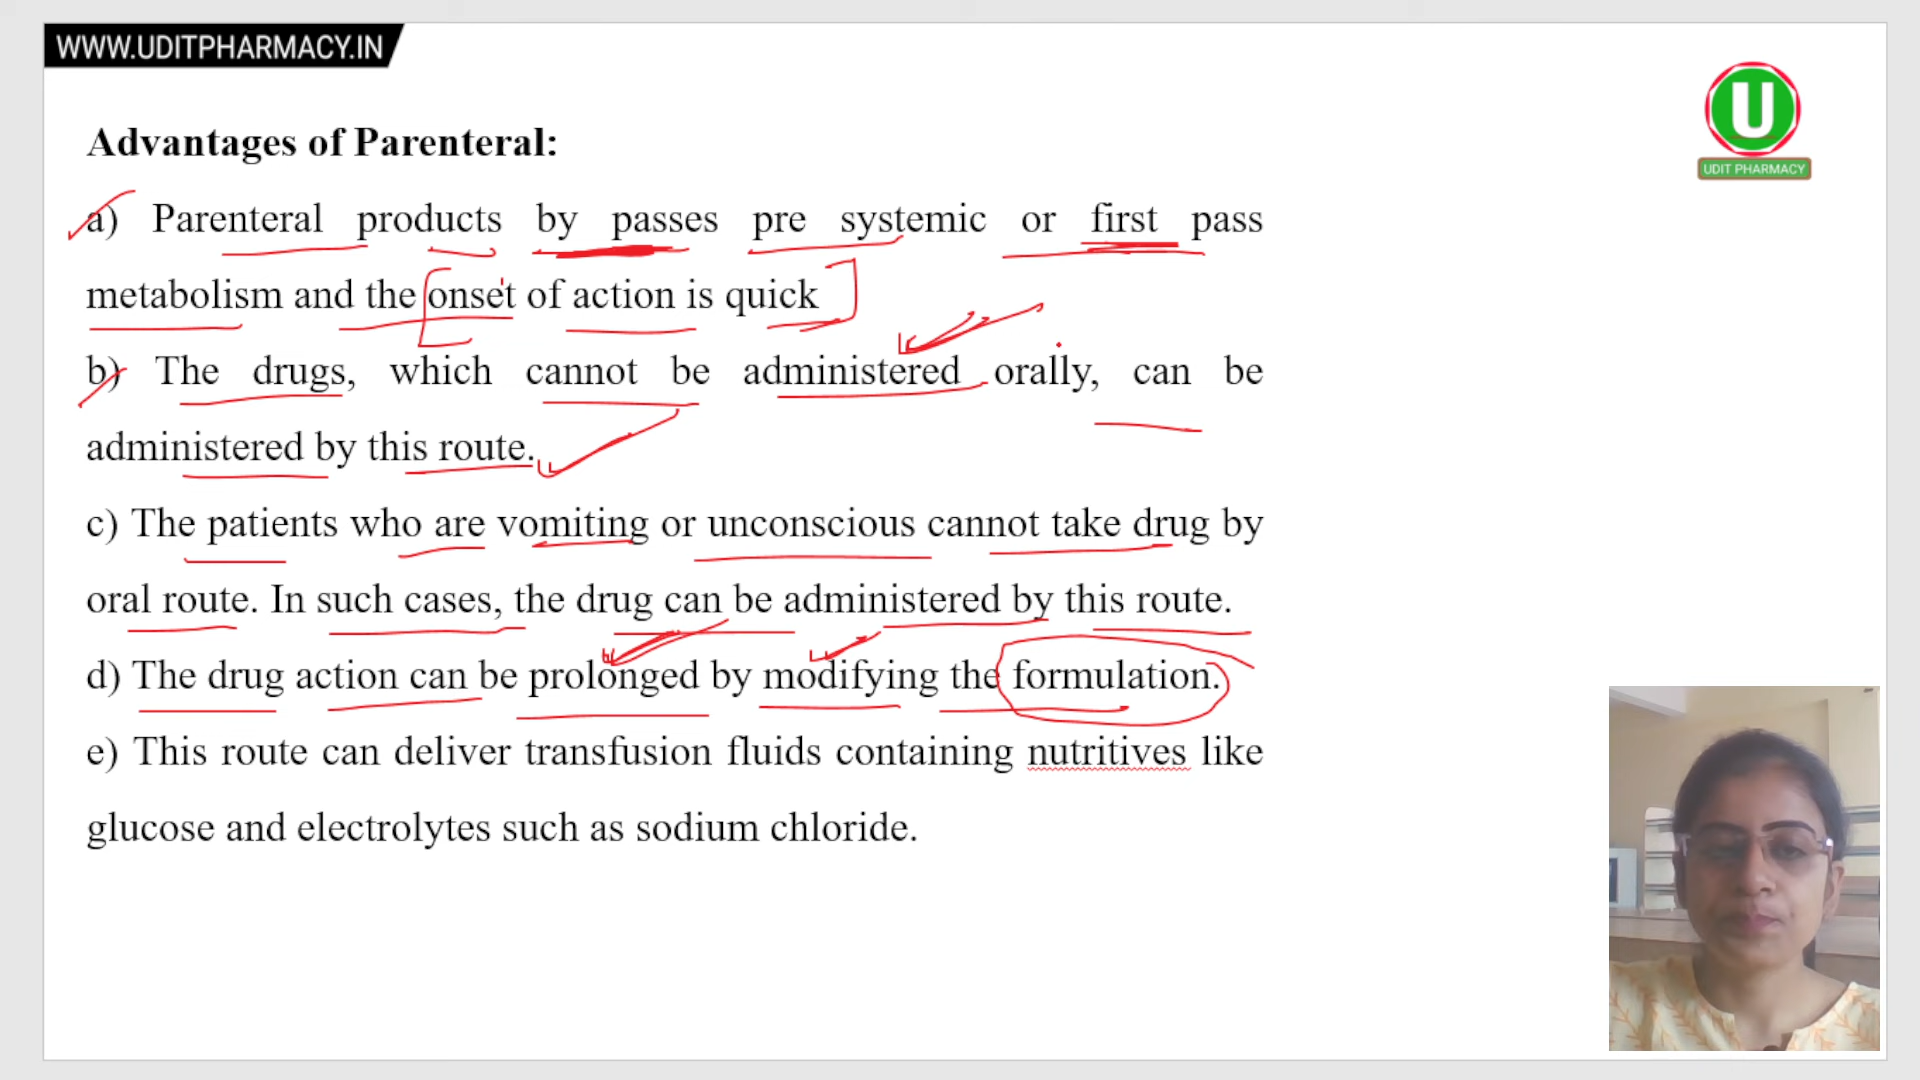 WWW.UDITPHARMACY.IN
U
UDIT PHARMACY
Advantages of Parenteral:
a) Parenteral products by passes pre systemic or first pass
metabolism and the onset of action is quick
b) The drugs, which cannot be administered orally, can be
administered by this route.
c) The patients who are vomiting or unconscious cannot take drug by
oral route. In such cases, the drug can be administered by this route.
d) The drug action can be prolonged by modifying the formulation.
e) This route can deliver transfusion fluids containing nutritives like
glucose and electrolytes such as sodium chloride.